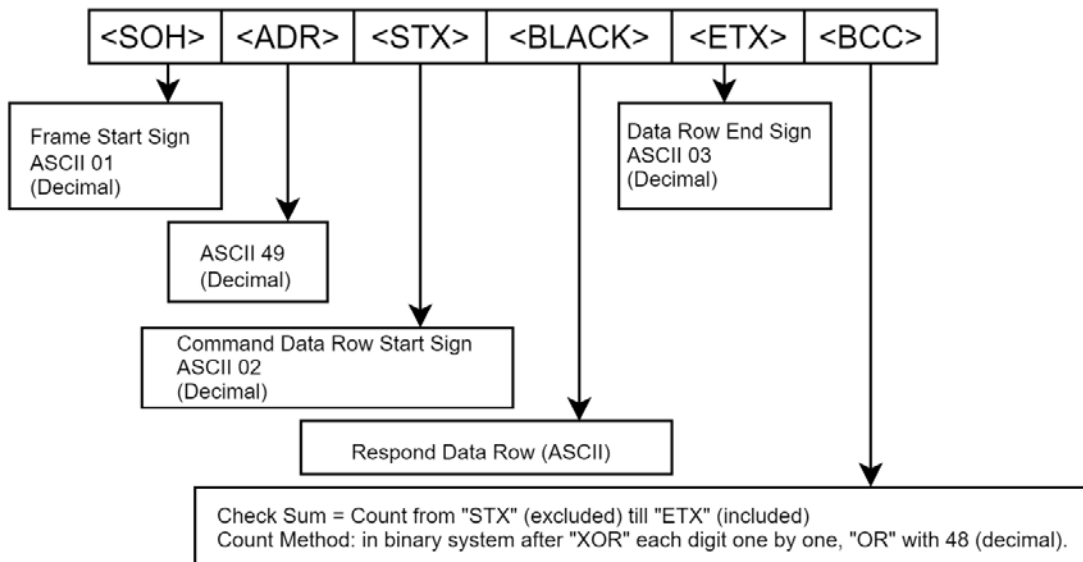 <SOH> <ADR> <STX> <BLACK> <ETX> <BCC>
Frame Start Sign
ASCII 01
(Decimal)
Data Row End Sign
ASCII 03
(Decimal)
ASCII 49
(Decimal)
Command Data Row Start Sign
ASCII 02
(Decimal)
Respond Data Row (ASCII)
Check Sum = Count from "STX" (excluded) till "ETX" (included)
Count Method: in binary system after "XOR" each digit one by one, "OR" with 48 (decimal).